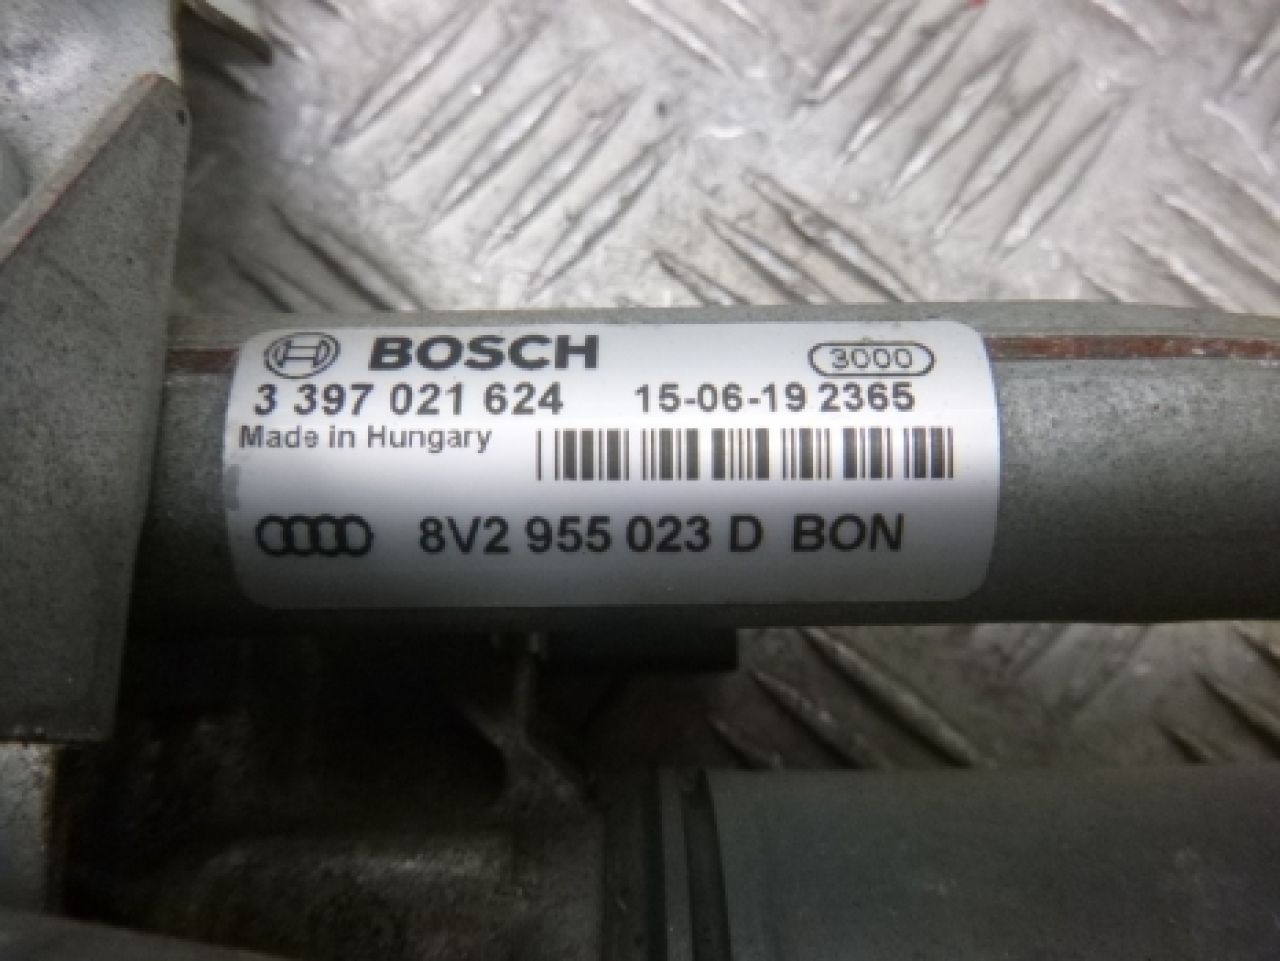 BOSCH 3000
3 397 021 624 15-06-19 2365
Made in Hungary
8V2 955 023 D BON